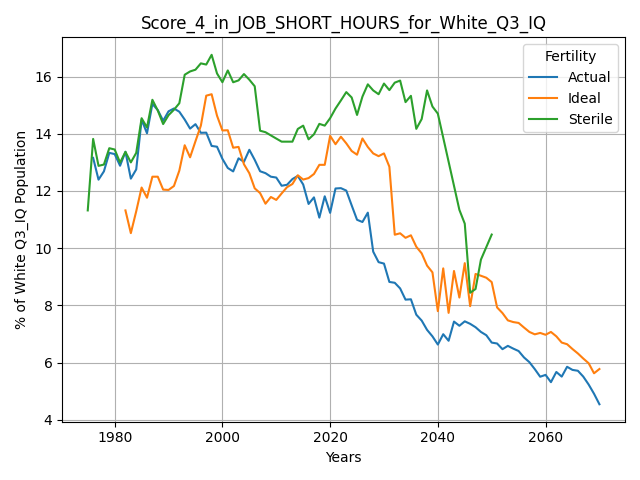 Score_4_in_JOB_SHORT_HOURS_for_White_Q3_IQ
Fertility
Actual
Ideal
Sterile
% of White Q3_IQ Population
16
14
12
10
8
6
4
1980
2000
2020
2040
2060
Years